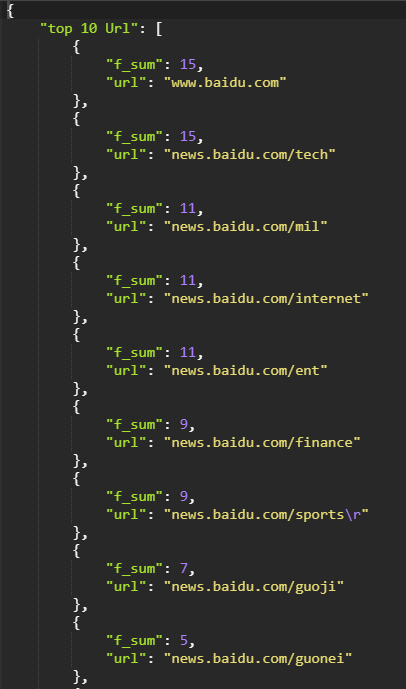 {
    "top 10 Url": [
        {
            "f_sum": 15,
            "url": "www.baidu.com"
        },
        {
            "f_sum": 15,
            "url": "news.baidu.com/tech"
        },
        {
            "f_sum": 11,
            "url": "news.baidu.com/mil"
        },
        {
            "f_sum": 11,
            "url": "news.baidu.com/internet"
        },
        {
            "f_sum": 11,
            "url": "news.baidu.com/ent"
        },
        {
            "f_sum": 9,
            "url": "news.baidu.com/finance"
        },
        {
            "f_sum": 9,
            "url": "news.baidu.com/sports\r"
        },
        {
            "f_sum": 7,
            "url": "news.baidu.com/guoji"
        },
        {
            "f_sum": 5,
            "url": "news.baidu.com/guonei"
        },